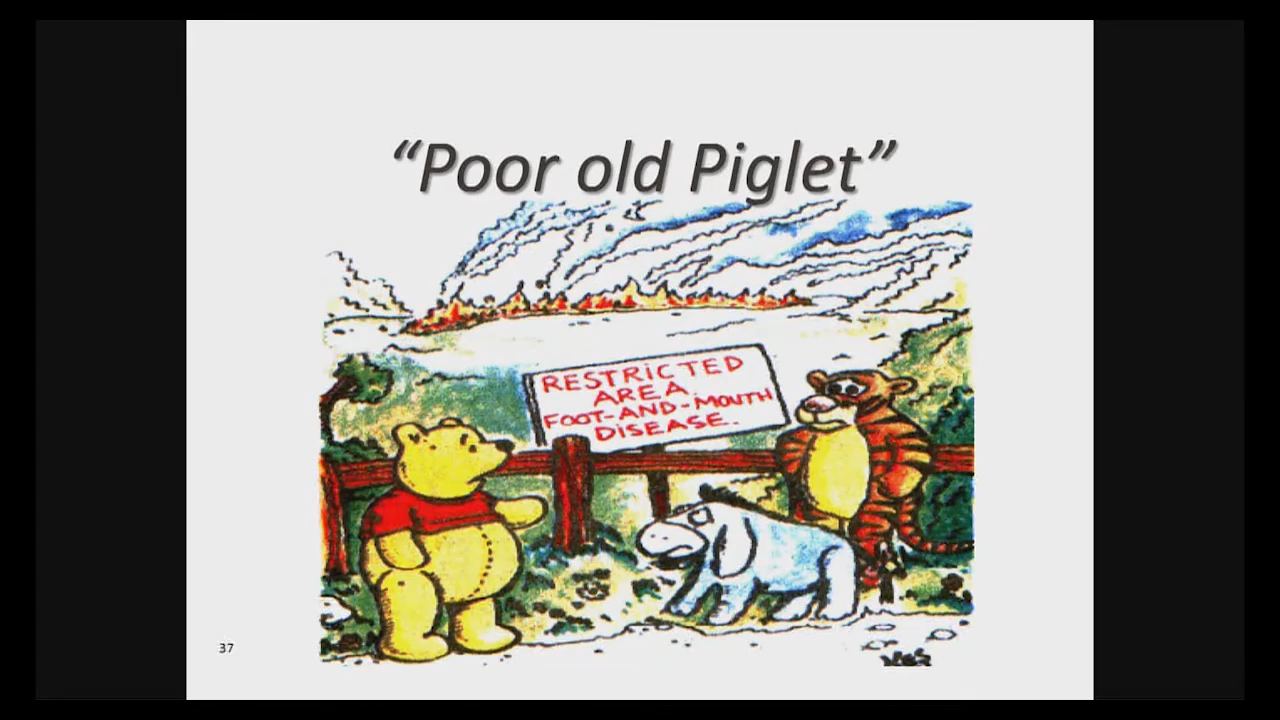 “Poor old Piglet”
RESTRICTED
AREA.
FOOT-AND-MOUTH
DISEASE.
37